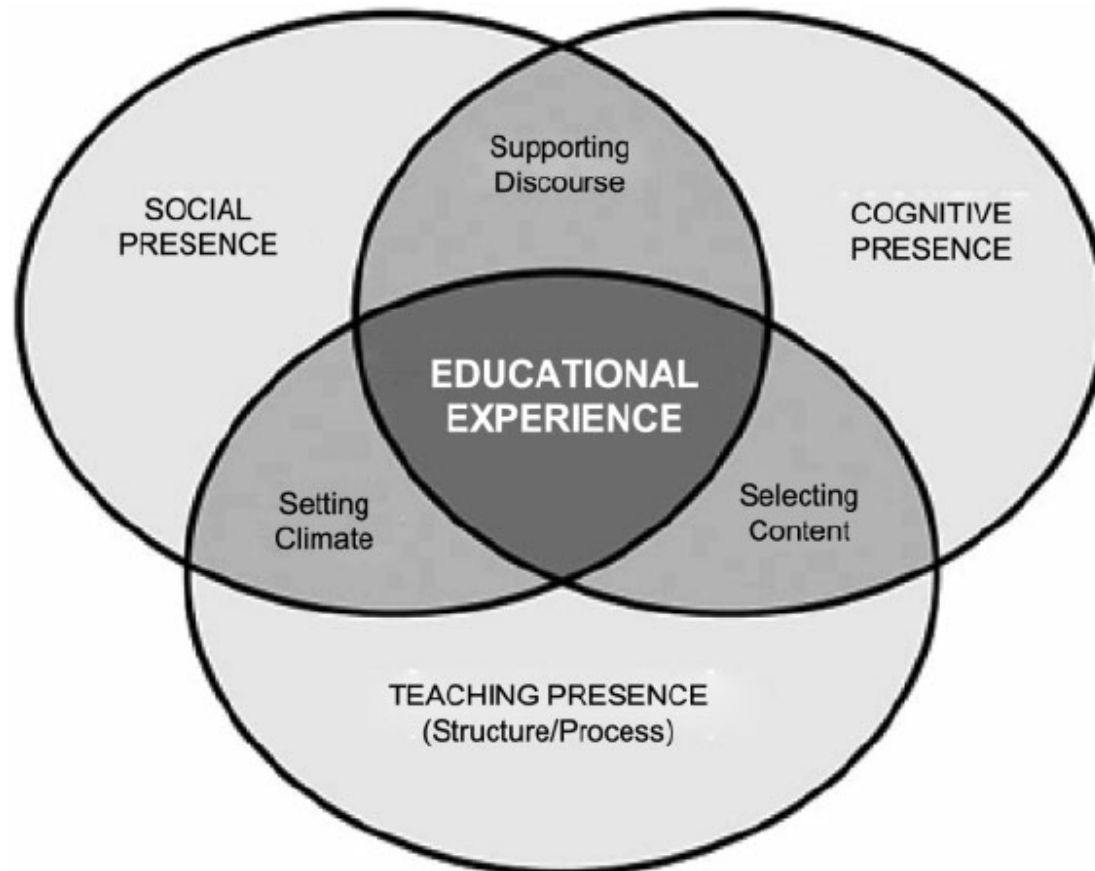 Supporting
Discourse
SOCIAL
PRESENCE
COGNITIVE
PRESENCE
EDUCATIONAL
EXPERIENCE
Setting
Climate
Selecting
Content
TEACHING PRESENCE
(Structure/Process)